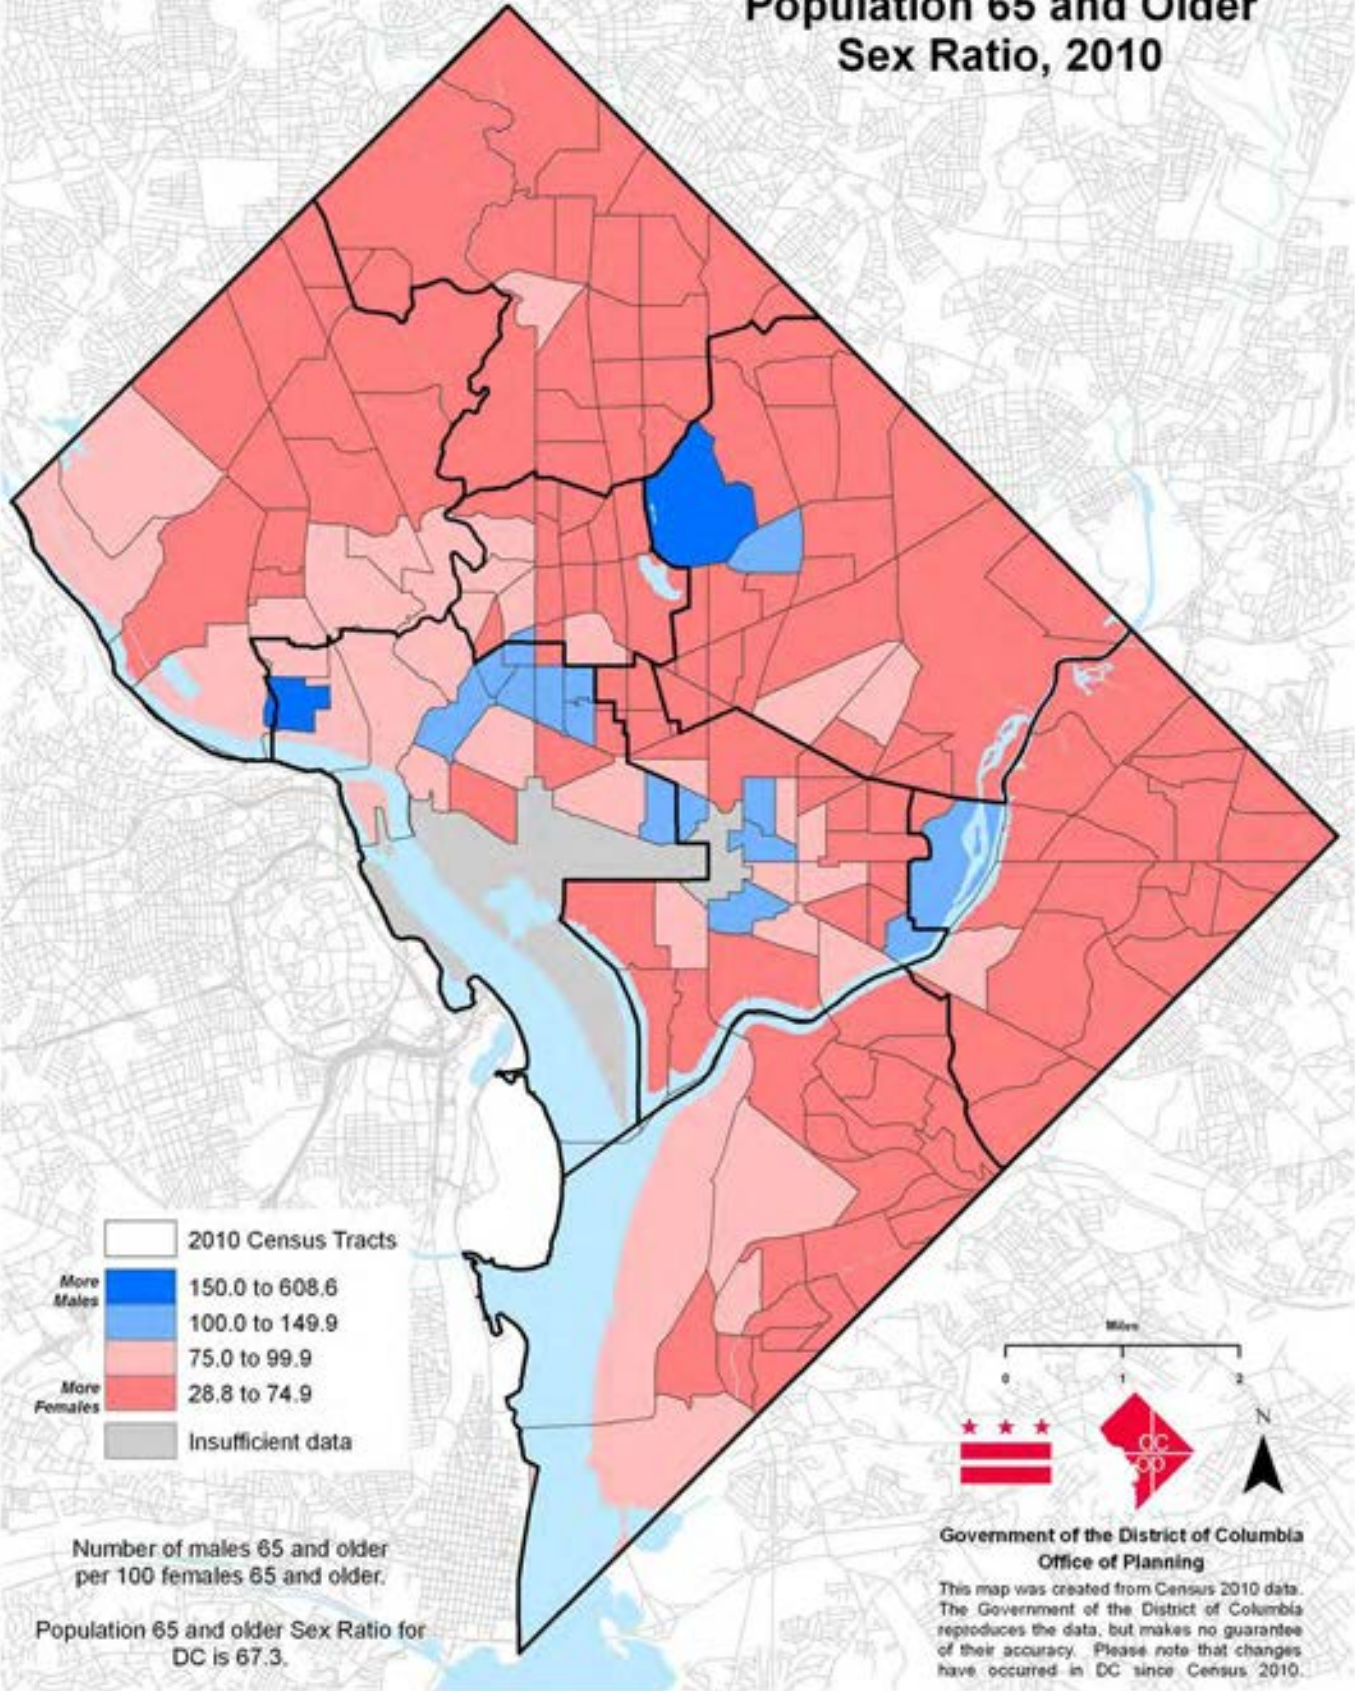 Population 65 and Older
Sex Ratio, 2010
2010 Census Tracts
More
Males
150.0 to 608.6
100.0 to 149.9
75.0 to 99.9
More
Females
28.8 to 74.9
Insufficient data
Number of males 65 and older
per 100 females 65 and older.
Population 65 and older Sex Ratio for
DC is 67.3.
Miles
0 1 2
N
dc
op
Government of the District of Columbia
Office of Planning
This map was created from Census 2010 data.
The Government of the District of Columbia
reproduces the data, but makes no guarantee
of their accuracy. Please note that changes
have occurred in DC since Census 2010.